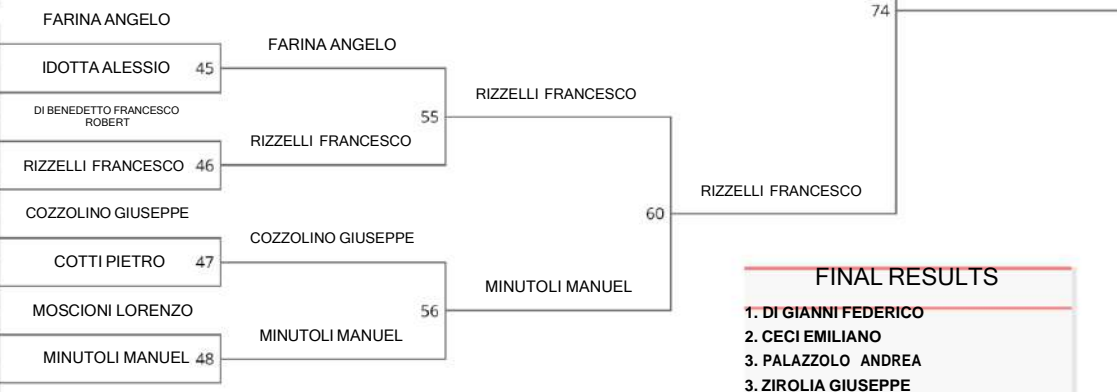 74
FARINA ANGELO
FARINA ANGELO
IDOTTA ALESSIO 45
RIZZELLI FRANCESCO
DI BENEDETTO FRANCESCO
ROBERT
55
RIZZELLI FRANCESCO
RIZZELLI FRANCESCO 46
RIZZELLI FRANCESCO
COZZOLINO GIUSEPPE
60
COZZOLINO GIUSEPPE
COTTI PIETRO 47
FINAL RESULTS
MINUTOLI MANUEL
MOSCIONI LORENZO
56
1. DI GIANNI FEDERICO
MINUTOLI MANUEL
2. CECI EMILIANO
MINUTOLI MANUEL 48
3. PALAZZOLO ANDREA
3. ZIROLIA GIUSEPPE